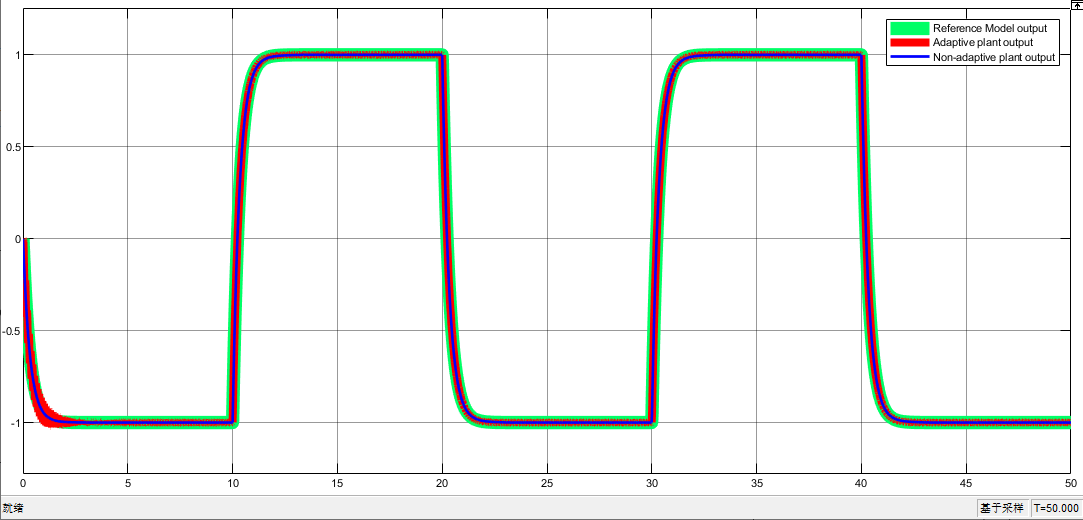 Reference Model output
Adaptive plant output
Non-adaptive plant output
1
0.5
0
-0.5
-1
0 5 10 15 20 25 30 35 40 45 50
就绪 基于采样 T=50.000